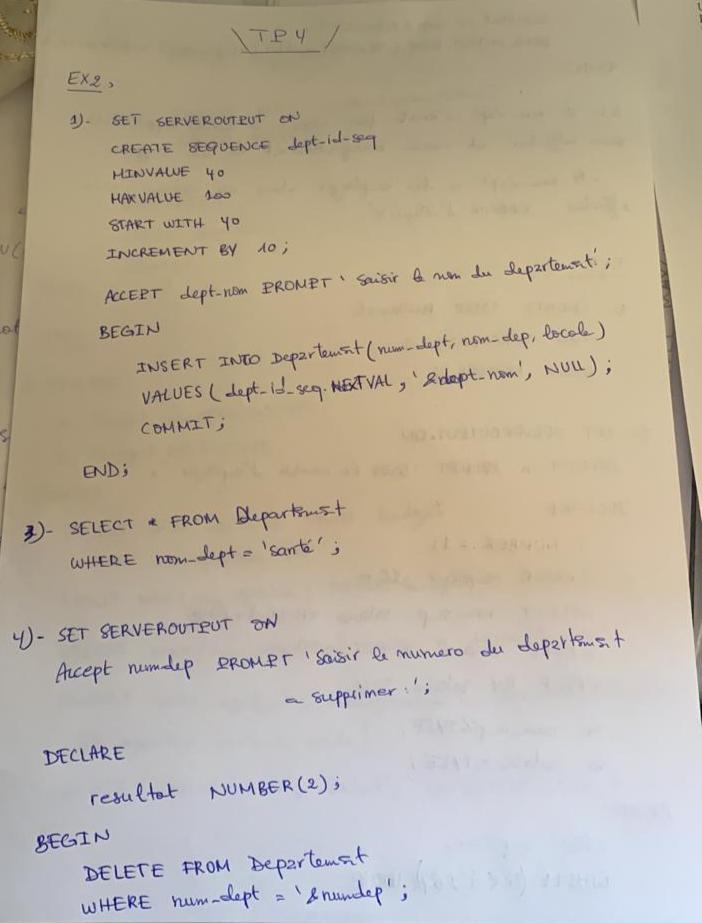 TP4
EX2,
1)- SET SERVEROUTPUT ON
CREATE SEQUENCE dept-id-seq
MINVALUE 40
MAXVALUE 100
START WITH 40
INCREMENT BY 10;
ACCEPT dept-nom PROMPT 'saisir le nom du departement';
BEGIN
INSERT INTO Departement(num-dept, nom-dep, locale)
VALUES (dept-id-seq.NEXTVAL, '&dept-nom', NULL);
COMMIT;
END;
3)- SELECT * FROM Departement
WHERE nom-dept = 'santé';
4)- SET SERVEROUTPUT ON
Accept numdep PROMPT 'saisir le numero du departement
a supprimer:';
DECLARE
resultat NUMBER(2);
BEGIN
DELETE FROM Departement
WHERE num-dept = '&numdep';